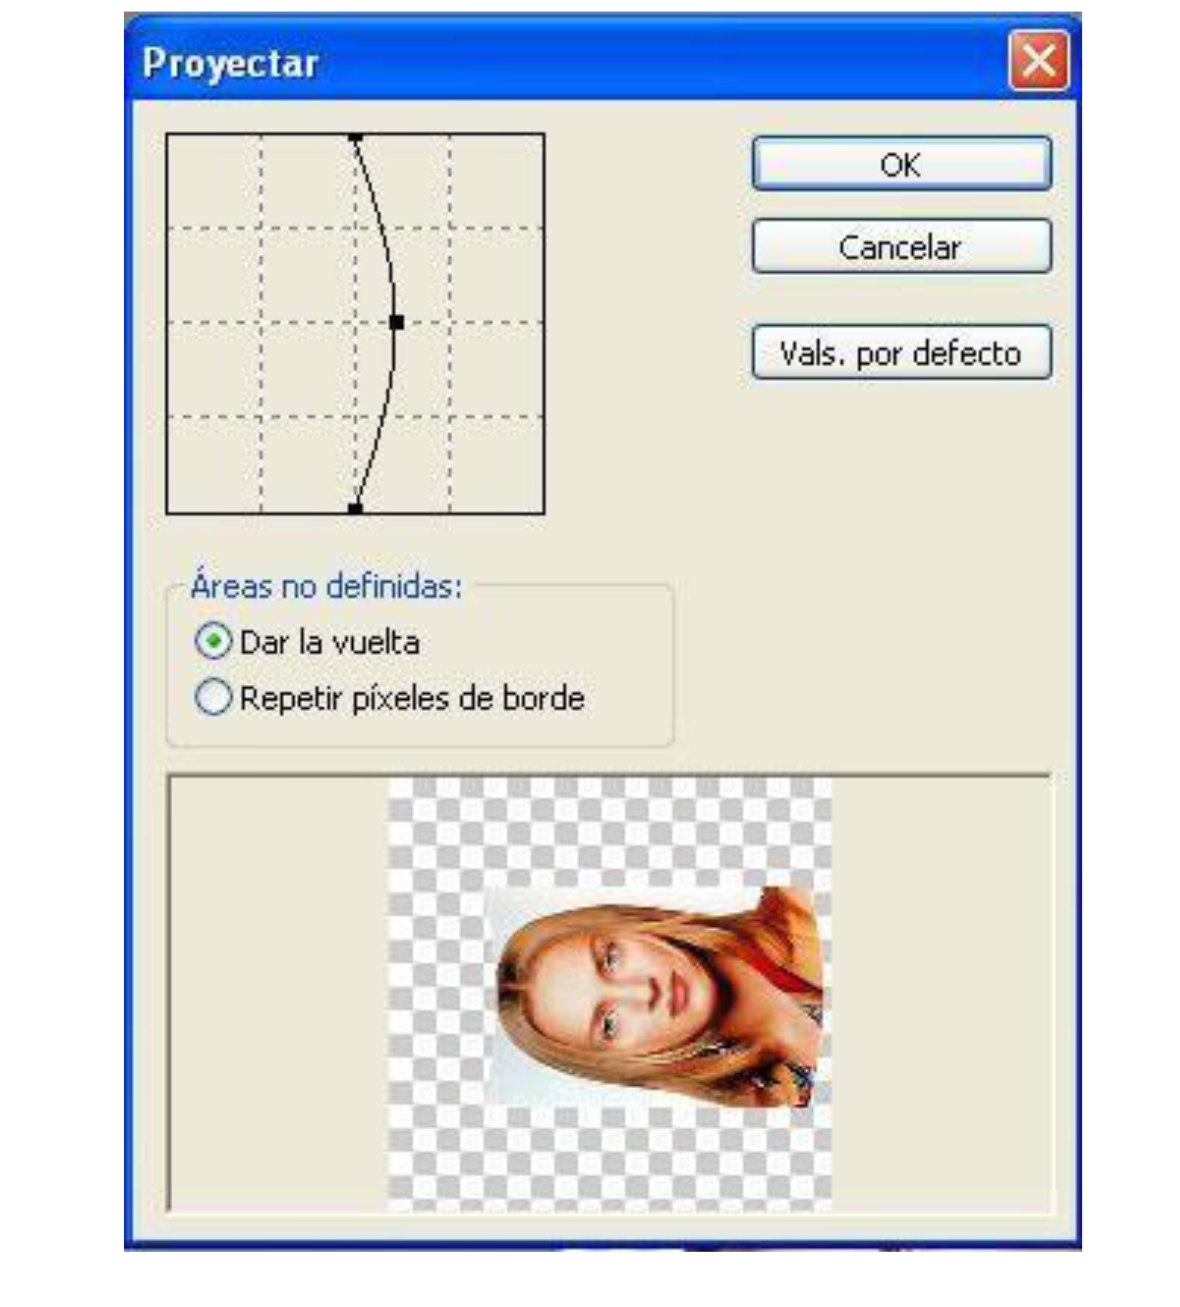 Proyectar
OK
Cancelar
Vals. por defecto
Áreas no definidas:
Dar la vuelta
Repetir píxeles de borde